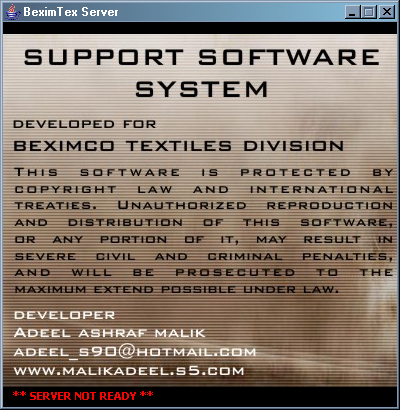 BeximTex Server
SUPPORT SOFTWARE
SYSTEM
DEVELOPED FOR
BEXIMCO TEXTILES DIVISION
THIS SOFTWARE IS PROTECTED BY
COPYRIGHT LAW AND INTERNATIONAL
TREATIES. UNAUTHORIZED REPRODUCTION
AND DISTRIBUTION OF THIS SOFTWARE,
OR ANY PORTION OF IT, MAY RESULT IN
SEVERE CIVIL AND CRIMINAL PENALTIES,
AND WILL BE PROSECUTED TO THE
MAXIMUM EXTEND POSSIBLE UNDER LAW.
DEVELOPER
ADEEL ASHRAF MALIK
ADEEL_S90@HOTMAIL.COM
WWW.MALIKADEEL.S5.COM
** SERVER NOT READY **